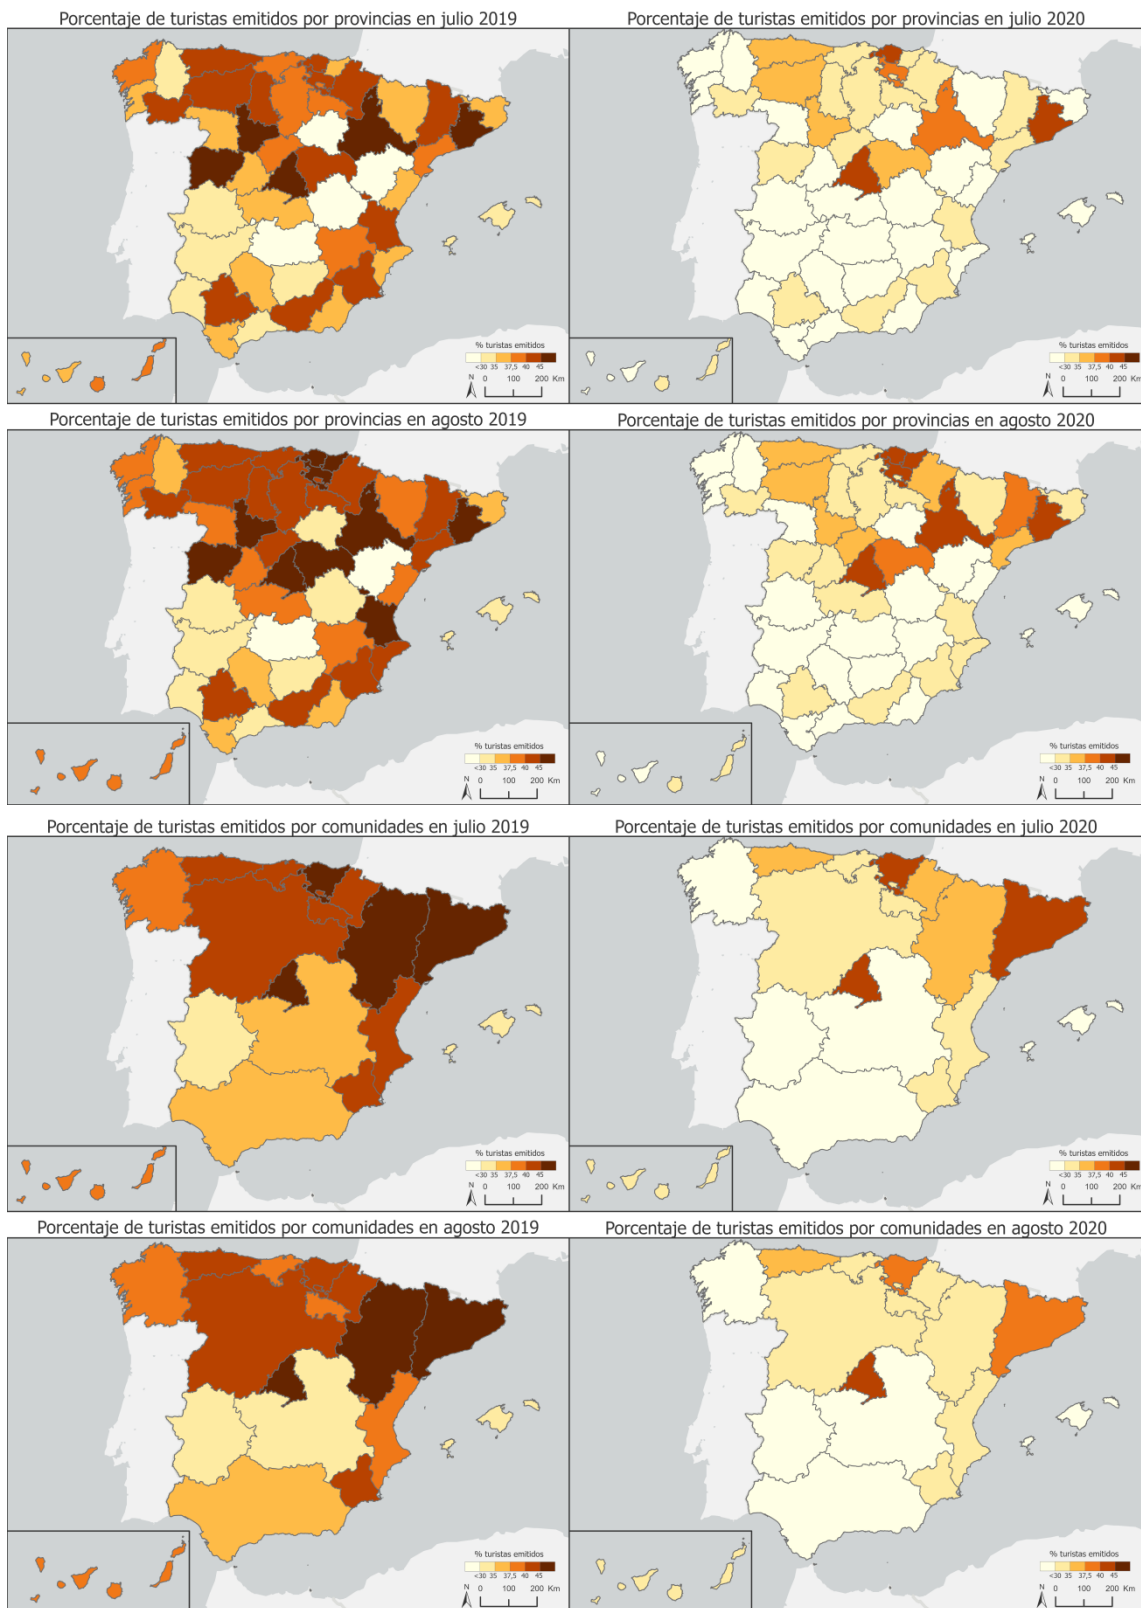 Porcentaje de turistas emitidos por provincias en julio 2019
% turistas emitidos
<30 35 37,5 40 45
N 0 100 200 Km
Porcentaje de turistas emitidos por provincias en julio 2020
% turistas emitidos
<30 35 37,5 40 45
N 0 100 200 Km
Porcentaje de turistas emitidos por provincias en agosto 2019
% turistas emitidos
<30 35 37,5 40 45
N 0 100 200 Km
Porcentaje de turistas emitidos por provincias en agosto 2020
% turistas emitidos
<30 35 37,5 40 45
N 0 100 200 Km
Porcentaje de turistas emitidos por comunidades en julio 2019
% turistas emitidos
<30 35 37,5 40 45
N 0 100 200 Km
Porcentaje de turistas emitidos por comunidades en julio 2020
% turistas emitidos
<30 35 37,5 40 45
N 0 100 200 Km
Porcentaje de turistas emitidos por comunidades en agosto 2019
% turistas emitidos
<30 35 37,5 40 45
N 0 100 200 Km
Porcentaje de turistas emitidos por comunidades en agosto 2020
% turistas emitidos
<30 35 37,5 40 45
N 0 100 200 Km